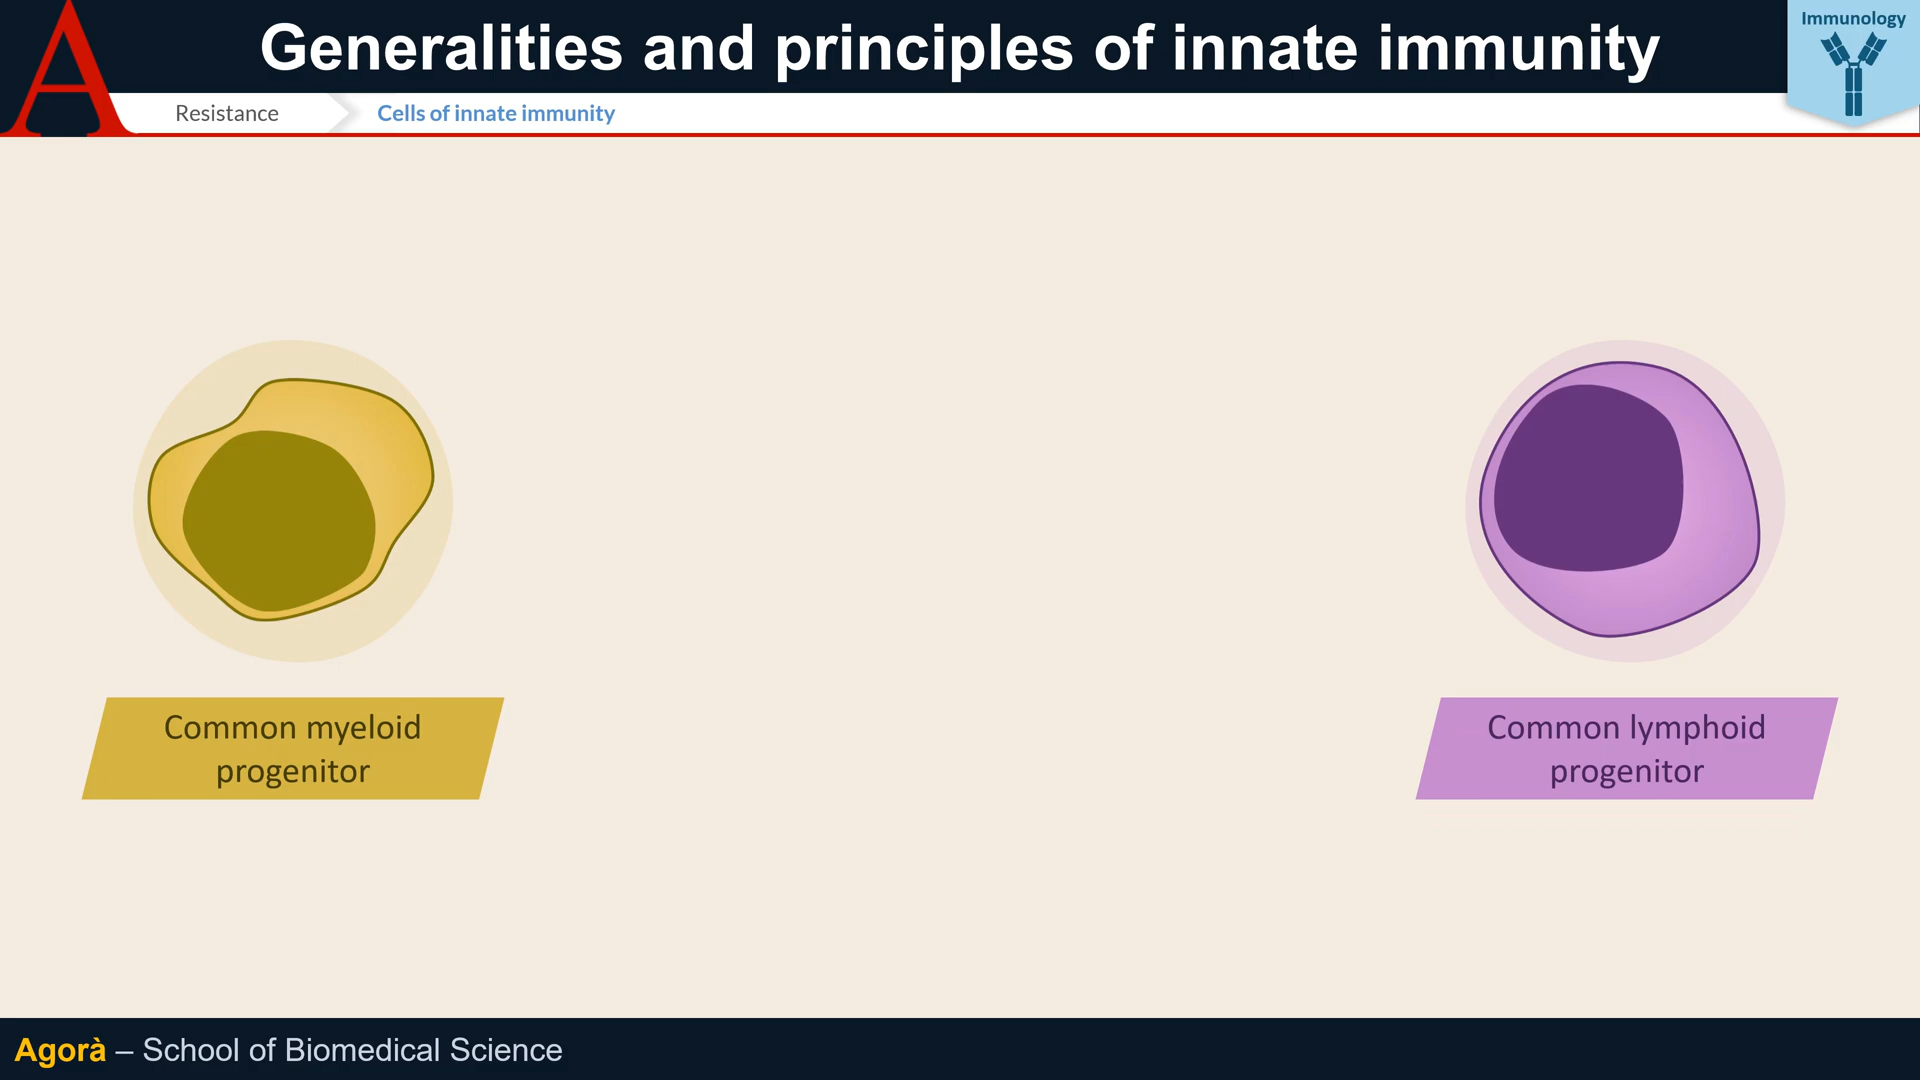 Generalities and principles of innate immunity
Immunology
A
Resistance
Cells of innate immunity
Common myeloid
progenitor
Common lymphoid
progenitor
Agorà – School of Biomedical Science